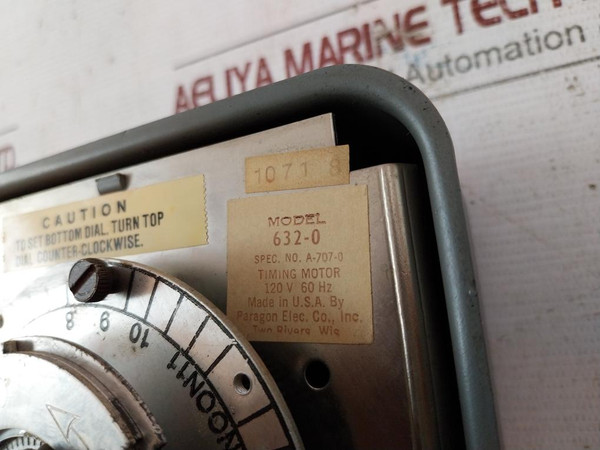 ABUYA MARINE TECH
Automation
1071 8
CAUTION
TO SET BOTTOM DIAL, TURN TOP
DIAL COUNTER-CLOCKWISE.
MODEL
632-0
SPEC. NO. A-707-0
TIMING MOTOR
120 V 60 Hz
Made in U.S.A. By
Paragon Elec. Co., Inc.
Two Rivers, Wis
8 9 10 11 NOON